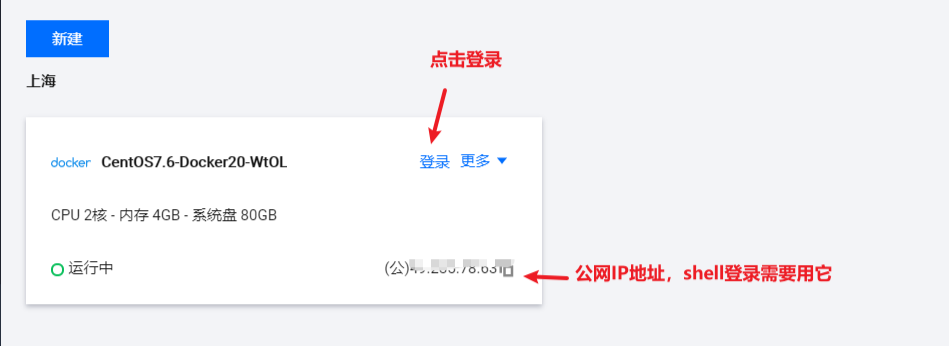 新建
点击登录
上海
docker CentOS7.6-Docker20-WtOL 登录 更多
CPU 2核 - 内存 4GB - 系统盘 80GB
运行中 (公)
公网IP地址，shell登录需要用它